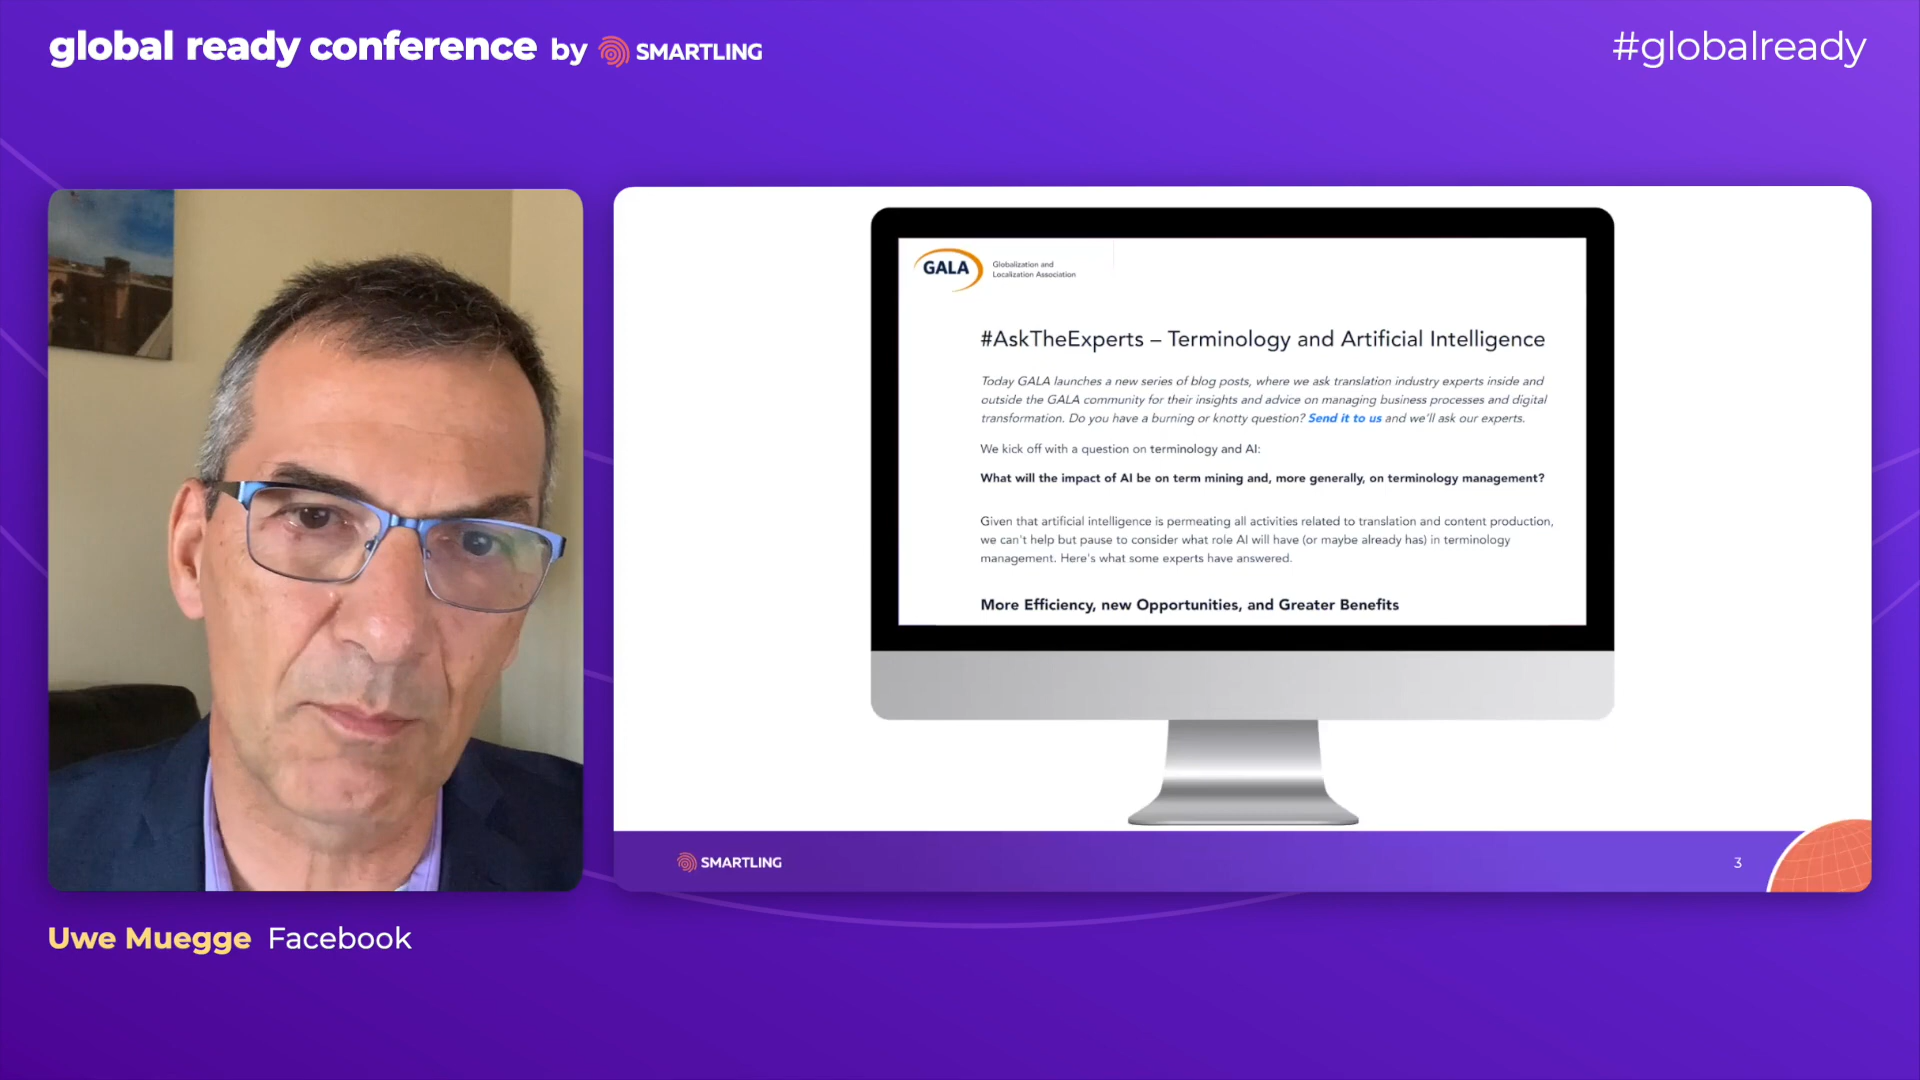 global ready conference by SMARTLING
#globalready
GALA
Globalization and
Localization Association
#AskTheExperts – Terminology and Artificial Intelligence
Today GALA launches a new series of blog posts, where we ask translation industry experts inside and
outside the GALA community for their insights and advice on managing business processes and digital
transformation. Do you have a burning or knotty question? Send it to us and we'll ask our experts.
We kick off with a question on terminology and AI:
What will the impact of AI be on term mining and, more generally, on terminology management?
Given that artificial intelligence is permeating all activities related to translation and content production,
we can't help but pause to consider what role AI will have (or maybe already has) in terminology
management. Here's what some experts have answered.
More Efficiency, new Opportunities, and Greater Benefits
SMARTLING
3
Uwe Muegge Facebook